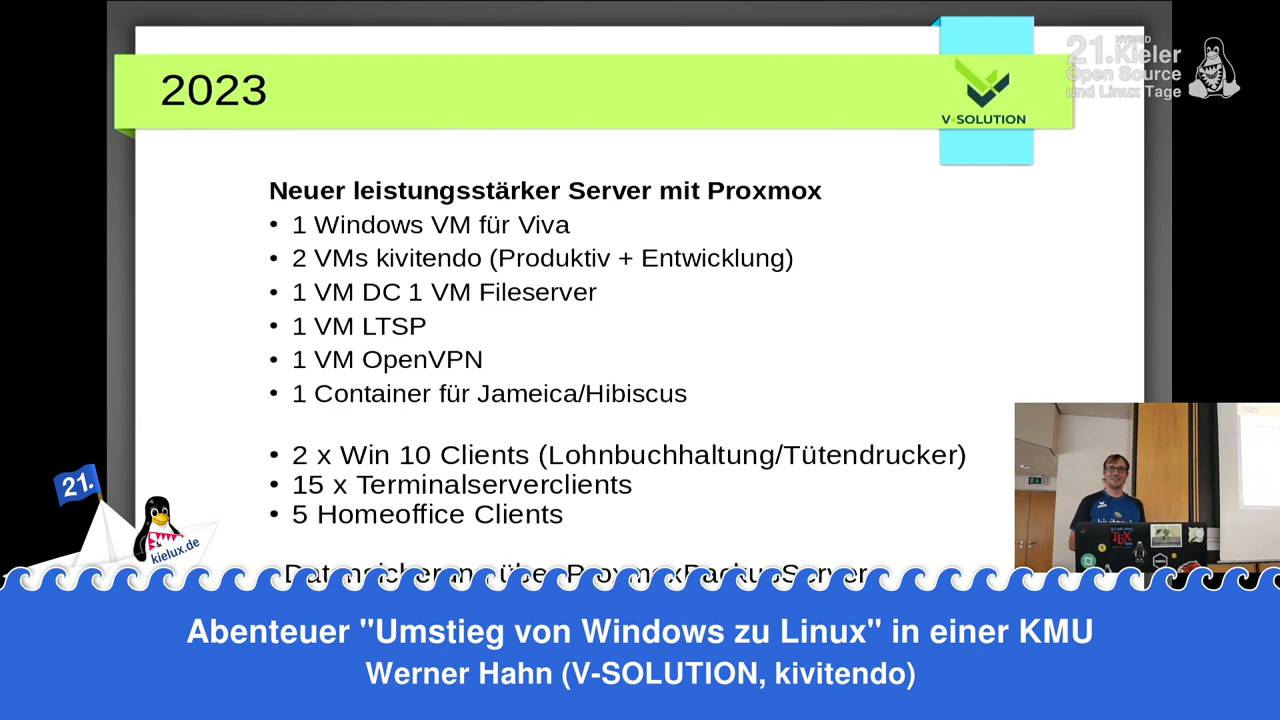 2023
V-SOLUTION
HYBRID
21.Kieler
Open Source
und Linux Tage
Neuer leistungsstärker Server mit Proxmox
• 1 Windows VM für Viva
• 2 VMs kivitendo (Produktiv + Entwicklung)
• 1 VM DC 1 VM Fileserver
• 1 VM LTSP
• 1 VM OpenVPN
• 1 Container für Jameica/Hibiscus
• 2 x Win 10 Clients (Lohnbuchhaltung/Tütendrucker)
• 15 x Terminalserverclients
• 5 Homeoffice Clients
Datensicherung über ProxmoxBackupServer
21.
kielux.de
TEX
Abenteuer "Umstieg von Windows zu Linux" in einer KMU
Werner Hahn (V-SOLUTION, kivitendo)